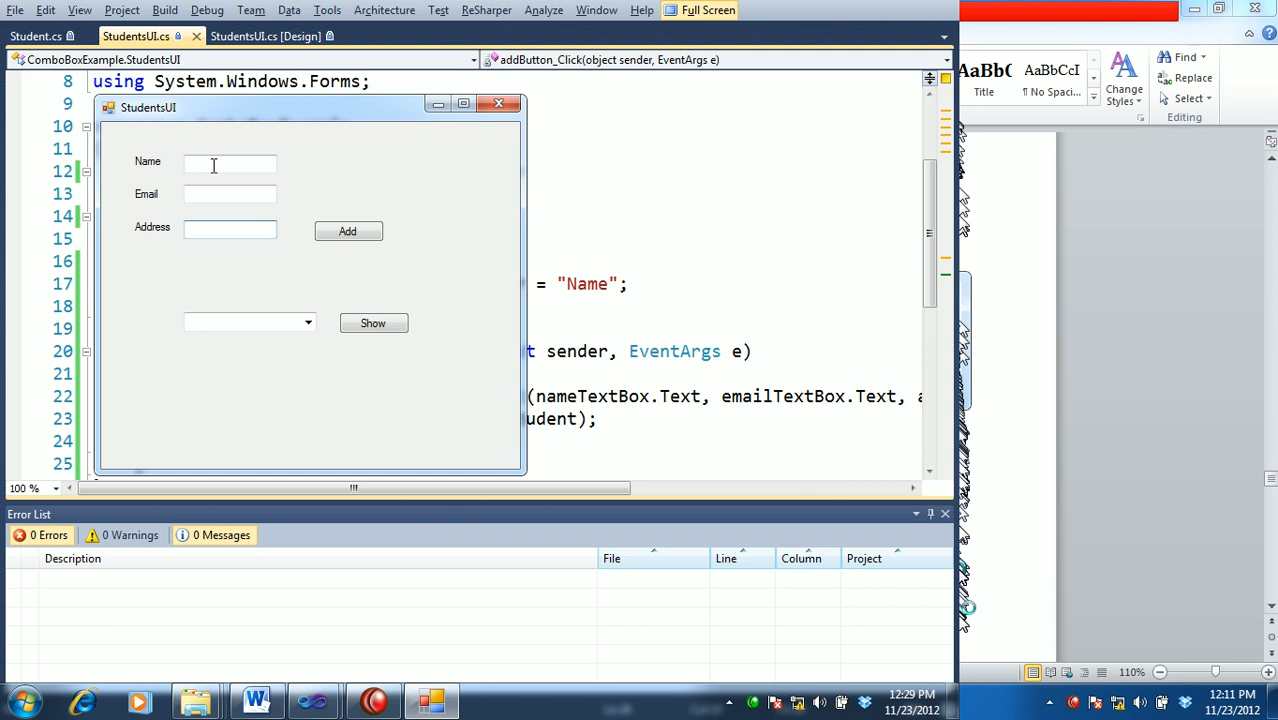 File Edit View Project Build Debug Team Data Tools Architecture Test ReSharper Analyze Window Help Full Screen
Student.cs StudentsUI.cs StudentsUI.cs [Design]
ComboBoxExample.StudentsUI addButton_Click(object sender, EventArgs e)
8 using System.Windows.Forms;
9
10
11
12
13
14
15
16
17 = "Name";
18
19
20 t sender, EventArgs e)
21
22 (nameTextBox.Text, emailTextBox.Text, a
23 udent);
24
25
StudentsUI
Name
Email
Address Add
Show
100 %
Error List
0 Errors 0 Warnings 0 Messages
Description File Line Column Project
12:29 PM
11/23/2012
AaBbC AaBbCcI
Title ¶ No Spaci...
Change
Styles
Find
Replace
Select
Editing
110%
12:11 PM
11/23/2012